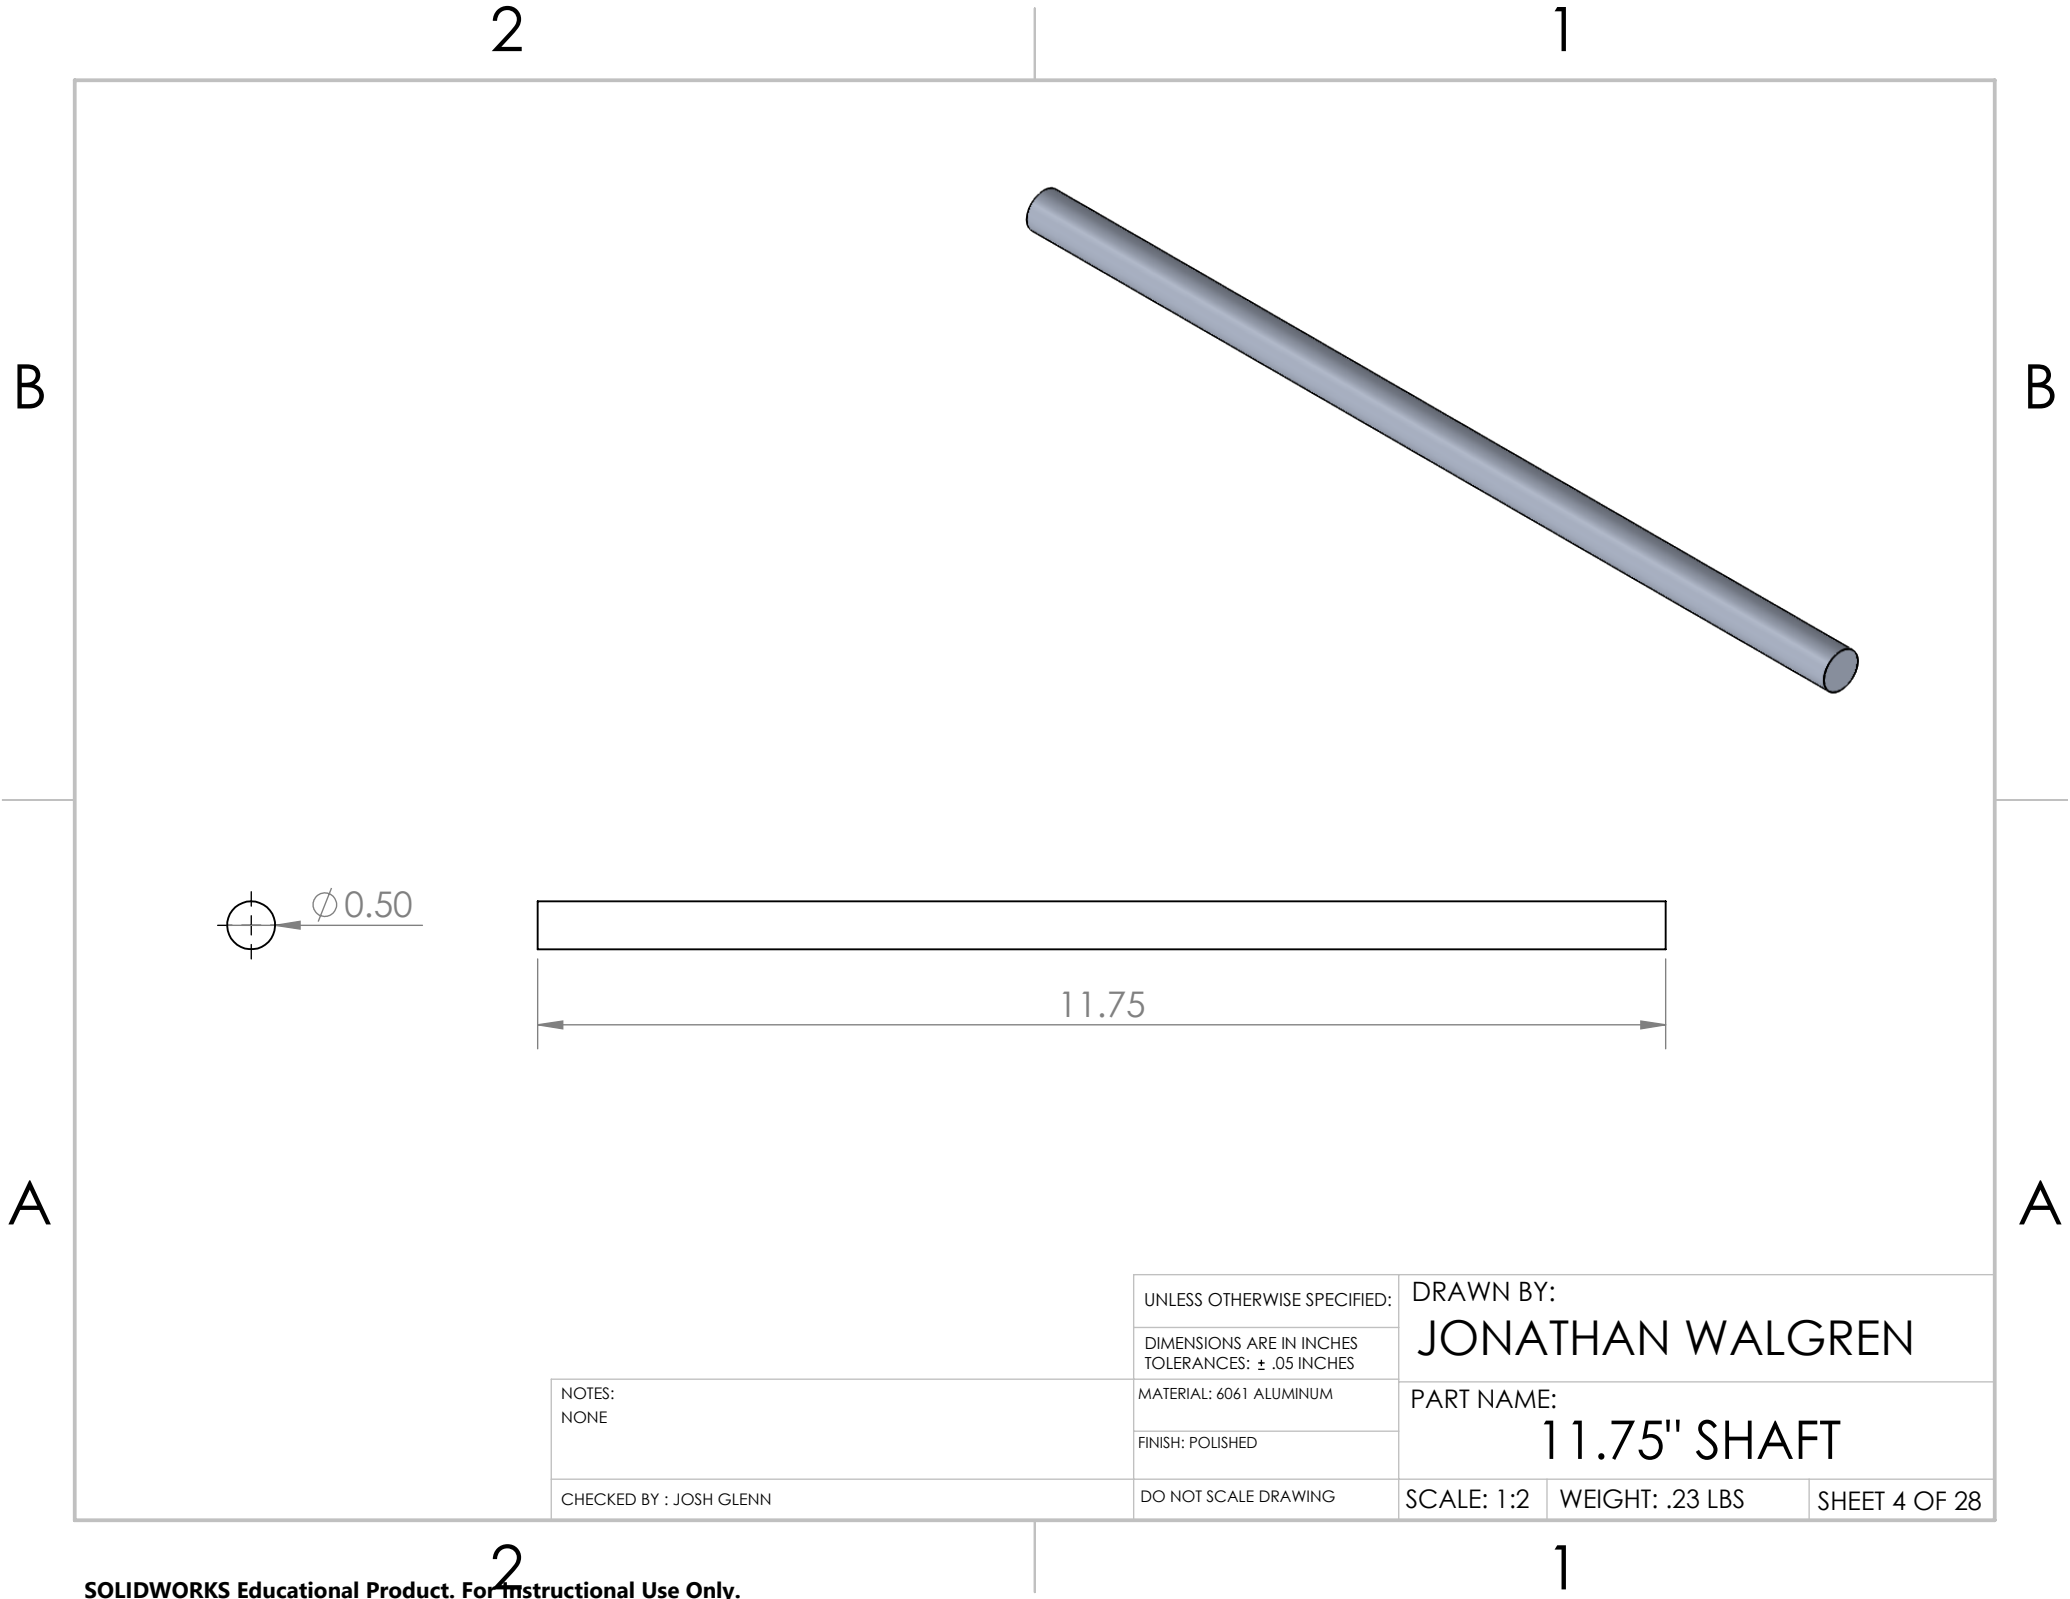 2 1
B B
⌀0.50
11.75
A A
UNLESS OTHERWISE SPECIFIED:
DIMENSIONS ARE IN INCHES
TOLERANCES: ± .05 INCHES
MATERIAL: 6061 ALUMINUM
FINISH: POLISHED
DO NOT SCALE DRAWING
NOTES:
NONE
CHECKED BY : JOSH GLENN
DRAWN BY:
JONATHAN WALGREN
PART NAME:
11.75" SHAFT
SCALE: 1:2 WEIGHT: .23 LBS SHEET 4 OF 28
2 1
SOLIDWORKS Educational Product. For Instructional Use Only.